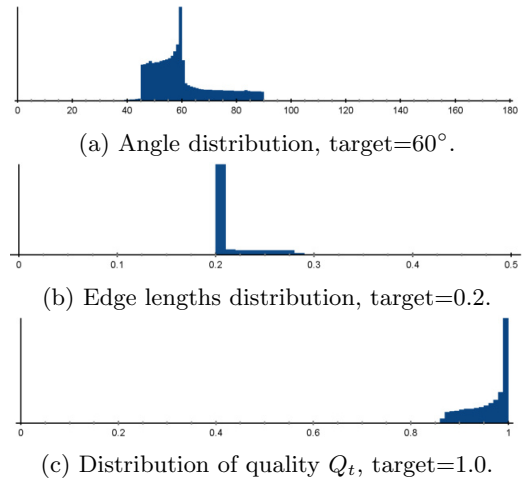 0 20 40 60 80 100 120 140 160 180
(a) Angle distribution, target=60°.
0 0.1 0.2 0.3 0.4 0.5
(b) Edge lengths distribution, target=0.2.
0 0.2 0.4 0.6 0.8 1
(c) Distribution of quality Qt, target=1.0.